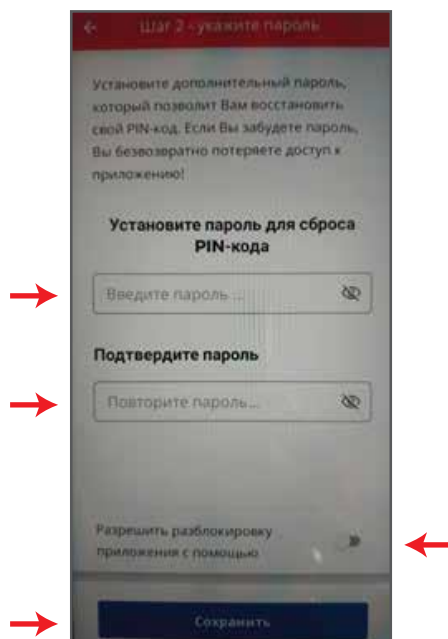 Шаг 2 - укажите пароль
Установите дополнительный пароль,
который позволит Вам восстановить
свой PIN-код. Если Вы забудете пароль,
Вы безвозвратно потеряете доступ к
приложению!
Установите пароль для сброса
PIN-кода
Введите пароль ...
Подтвердите пароль
Повторите пароль...
Разрешить разблокировку
приложения с помощью
Сохранить